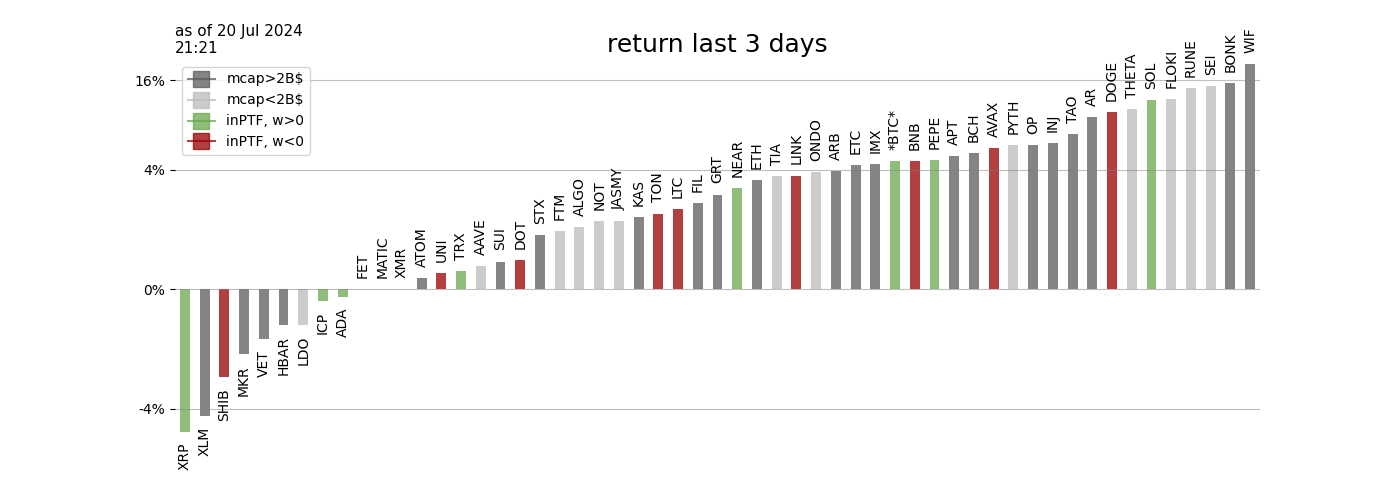 as of 20 Jul 2024
21:21
return last 3 days
mcap>2B$
mcap<2B$
inPTF, w>0
inPTF, w<0
16%
4%
0%
-4%
XRP
XLM
SHIB
MKR
VET
HBAR
LDO
ICP
ADA
FET
MATIC
XMR
ATOM
UNI
TRX
AAVE
SUI
DOT
STX
FTM
ALGO
NOT
JASMY
KAS
TON
LTC
FIL
GRT
NEAR
ETH
TIA
LINK
ONDO
ARB
ETC
IMX
*BTC*
BNB
PEPE
APT
BCH
AVAX
PYTH
OP
INJ
TAO
AR
DOGE
THETA
SOL
FLOKI
RUNE
SEI
BONK
WIF